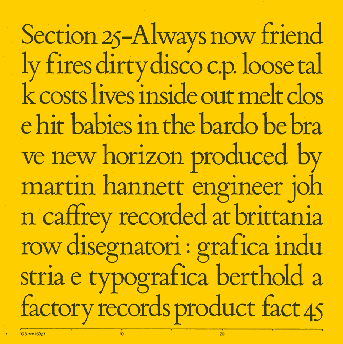 Section 25-Always now friend
ly fires dirty disco c.p. loose tal
k costs lives inside out melt clos
e hit babies in the bardo be bra
ve new horizon produced by
martin hannett engineer joh
n caffrey recorded at brittania
row disegnatori : grafica indu
stria e typografica berthold a
factory records product fact 45
10 20